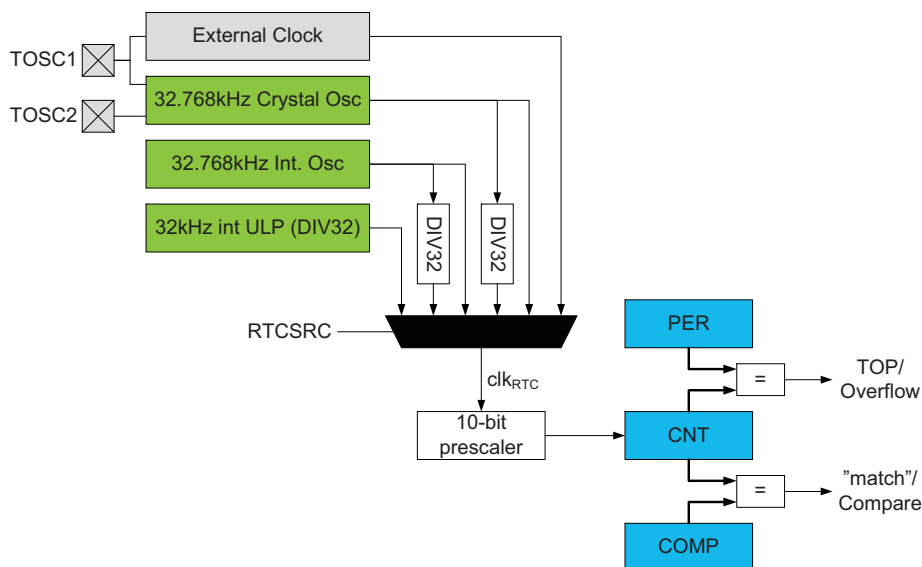 External Clock
TOSC1
32.768kHz Crystal Osc
TOSC2
32.768kHz Int. Osc
32kHz int ULP (DIV32)
DIV32
DIV32
RTCSRC
PER
clkRTC
=
TOP/
Overflow
10-bit
prescaler
CNT
=
”match”/
Compare
COMP